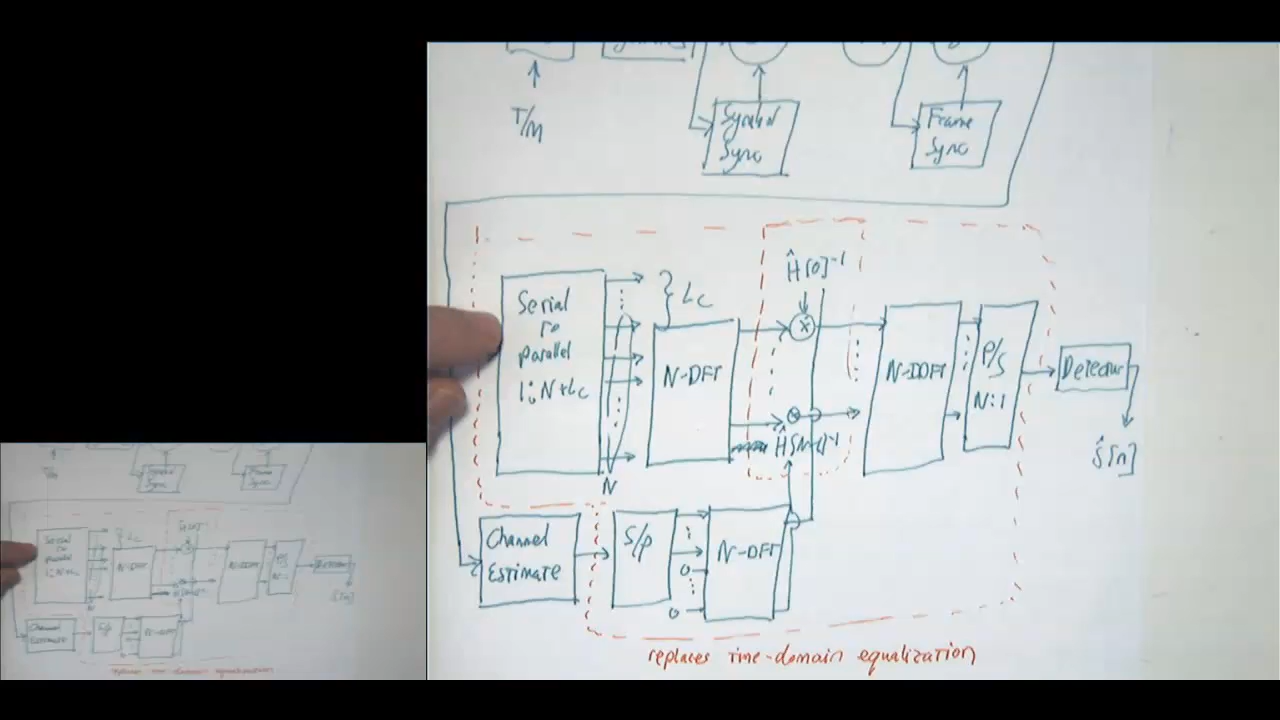 T/M
Symbol
Sync
Frame
Sync
Serial
to
parallel
1:N+Lc
} Lc
N
N-DFT
Ĥ[0]⁻¹
x
Ĥ[N-1]⁻¹
N-IDFT
P/S
N:1
Detector
ŝ[n]
Channel
Estimate
S/P
0
0
N-DFT
replaces time-domain equalization